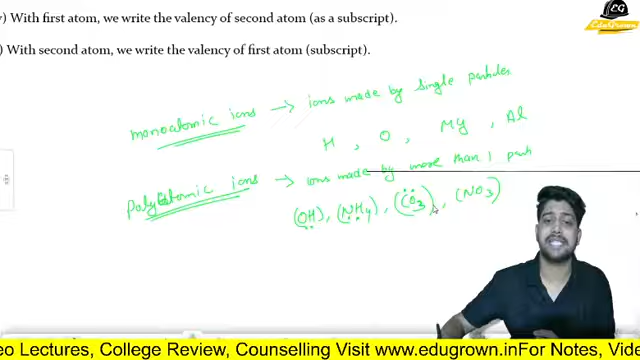 ) With first atom, we write the valency of second atom (as a subscript).
EG
EduGrown
) With second atom, we write the valency of first atom (subscript).
monoatomic ions → ions made by single particles
H , O , Mg , Al
polyatomic ions → ions made by more than 1 part
(OH), (NH4), (CO3), (NO3)
eo Lectures, College Review, Counselling Visit www.edugrown.inFor Notes, Vide